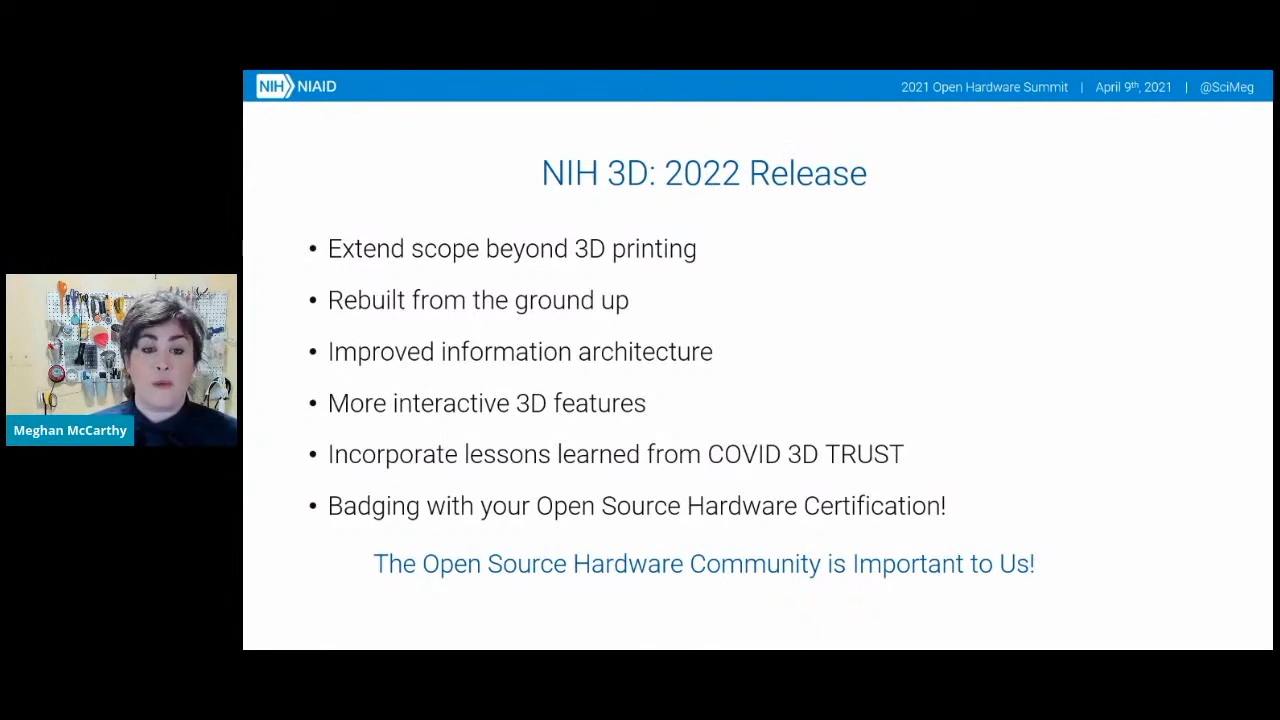 NIH NIAID
2021 Open Hardware Summit | April 9th, 2021 | @SciMeg
NIH 3D: 2022 Release
• Extend scope beyond 3D printing
• Rebuilt from the ground up
• Improved information architecture
• More interactive 3D features
• Incorporate lessons learned from COVID 3D TRUST
• Badging with your Open Source Hardware Certification!
The Open Source Hardware Community is Important to Us!
Meghan McCarthy